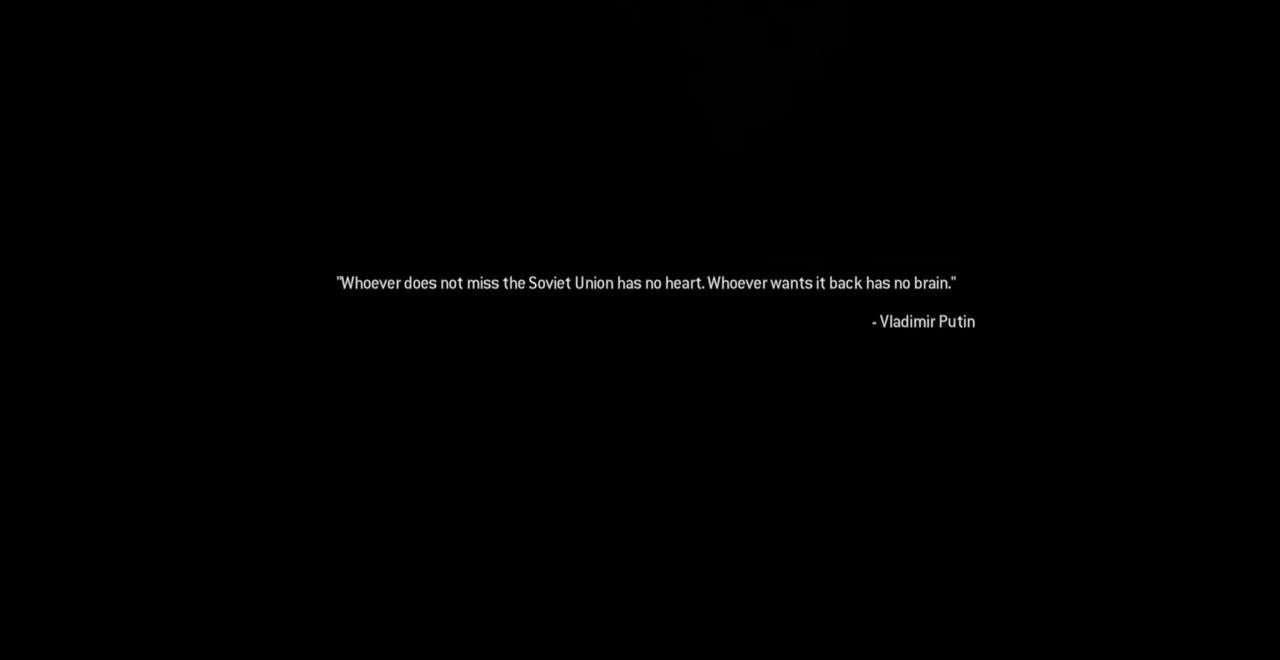 "Whoever does not miss the Soviet Union has no heart. Whoever wants it back has no brain."
- Vladimir Putin